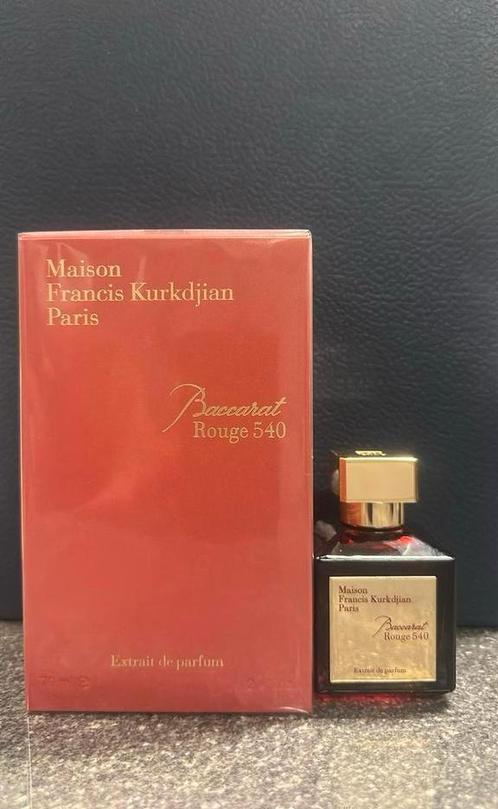 Maison
Francis Kurkdjian
Paris
Baccarat
Rouge 540
Extrait de parfum
Maison
Francis Kurkdjian
Paris
Baccarat
Rouge 540
Extrait de parfum